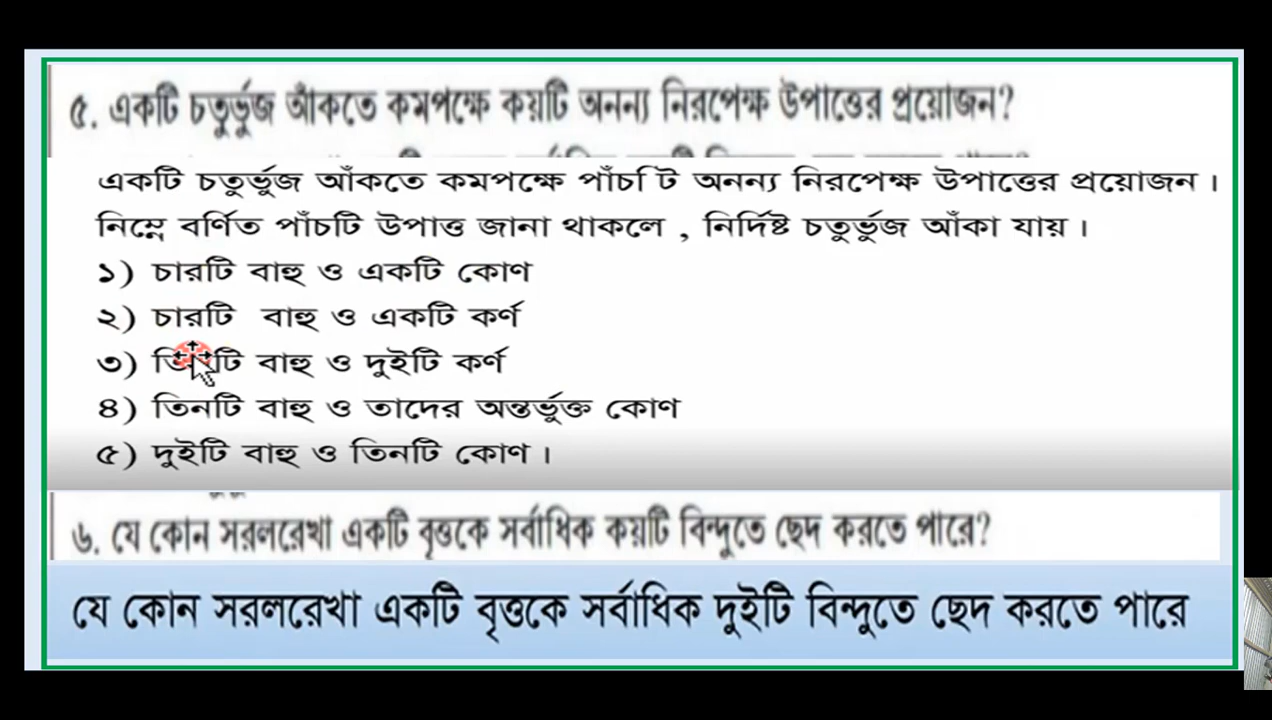 ৫. একটি চতুর্ভুজ আঁকতে কমপক্ষে কয়টি অনন্য নিরপেক্ষ উপাত্তের প্রয়োজন?
একটি চতুর্ভুজ আঁকতে কমপক্ষে পাঁচটি অনন্য নিরপেক্ষ উপাত্তের প্রয়োজন।
নিম্নে বর্ণিত পাঁচটি উপাত্ত জানা থাকলে , নির্দিষ্ট চতুর্ভুজ আঁকা যায়।
১) চারটি বাহু ও একটি কোণ
২) চারটি বাহু ও একটি কর্ণ
৩) তিনটি বাহু ও দুইটি কর্ণ
৪) তিনটি বাহু ও তাদের অন্তর্ভুক্ত কোণ
৫) দুইটি বাহু ও তিনটি কোণ।
৬. যে কোন সরলরেখা একটি বৃত্তকে সর্বাধিক কয়টি বিন্দুতে ছেদ করতে পারে?
যে কোন সরলরেখা একটি বৃত্তকে সর্বাধিক দুইটি বিন্দুতে ছেদ করতে পারে